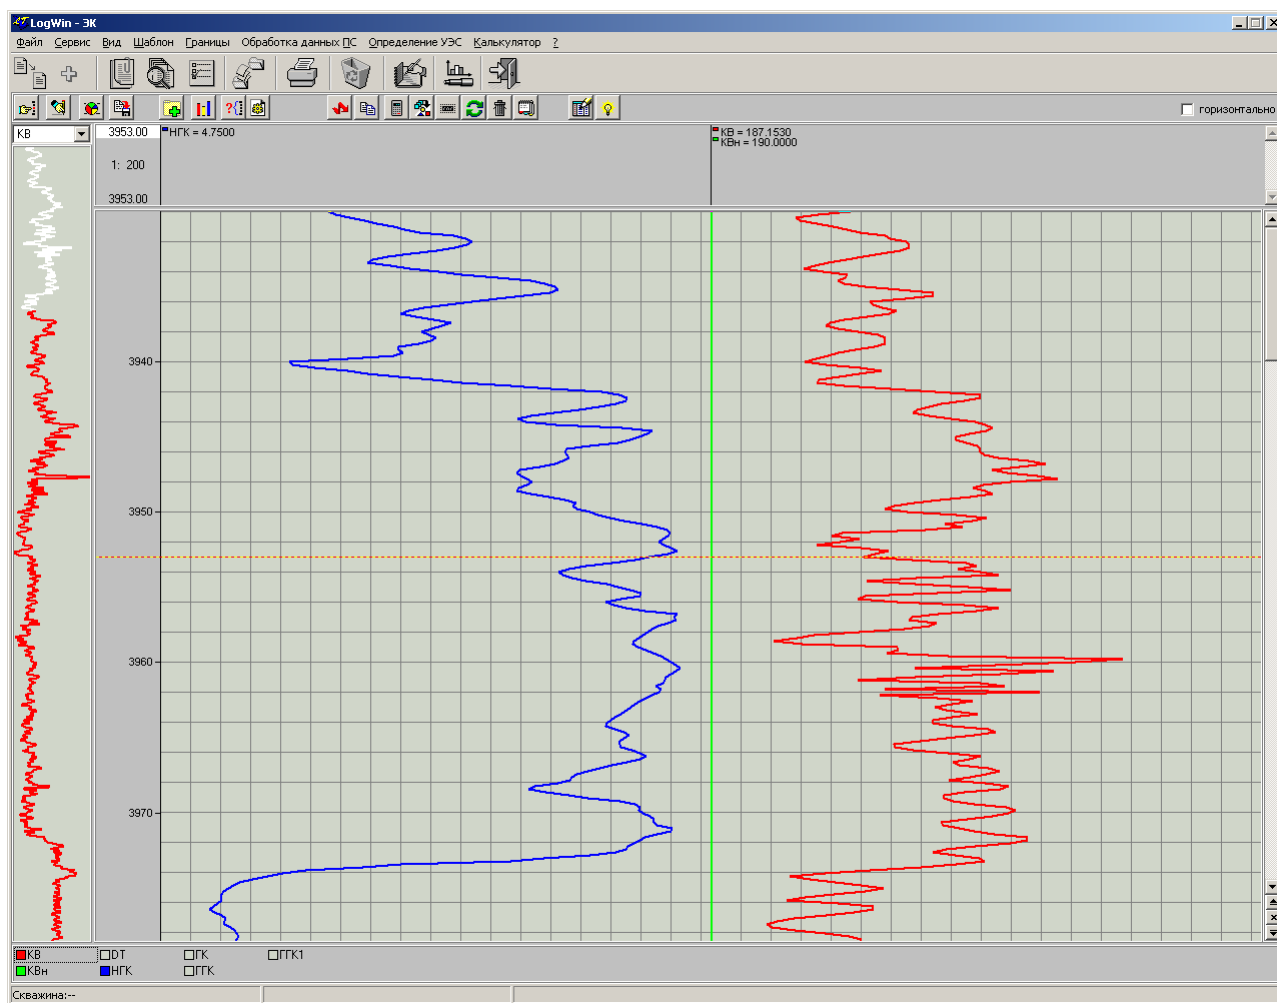 LogWin - ЭК
Файл Сервис Вид Шаблон Границы Обработка данных ПС Определение УЭС Калькулятор ?
горизонтально
КВ
3953.00
НГК = 4.7500
КВ = 187.1530
КВн = 190.0000
1: 200
3953.00
3940
3950
3960
3970
КВ DT ГК ГГК1
КВн НГК ГГК
Скважина:--